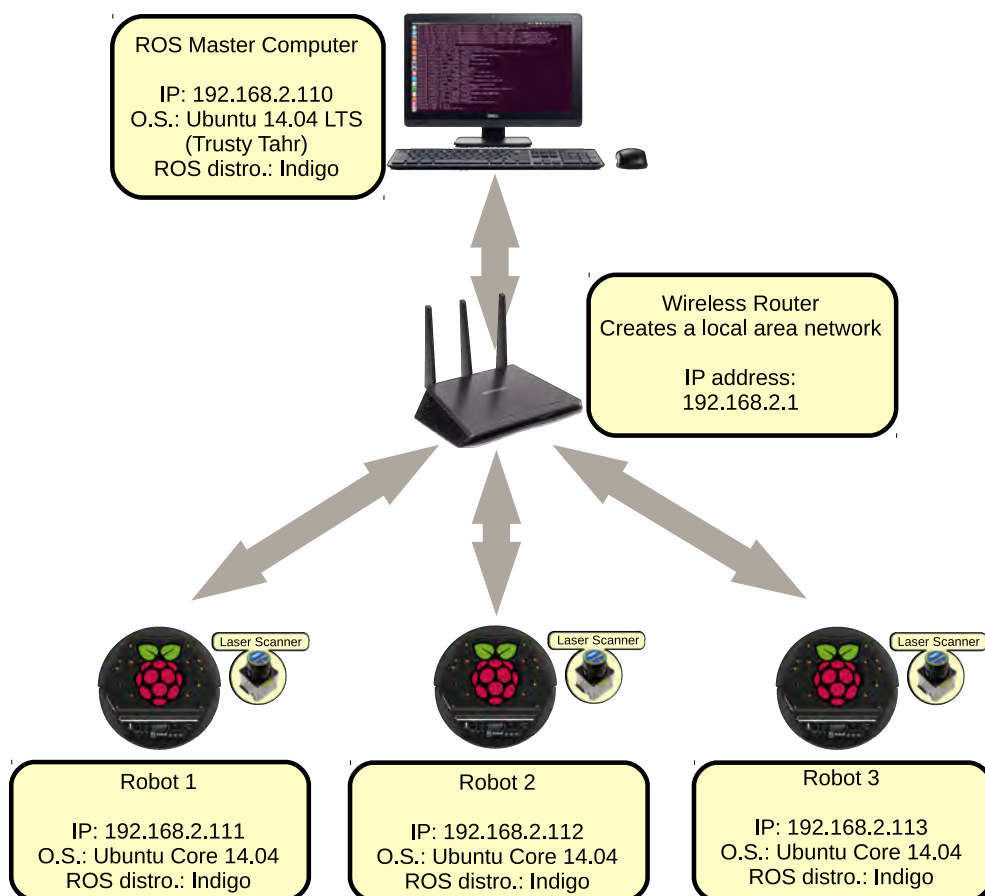 ROS Master Computer
IP: 192.168.2.110
O.S.: Ubuntu 14.04 LTS
(Trusty Tahr)
ROS distro.: Indigo
Wireless Router
Creates a local area network
IP address:
192.168.2.1
Laser Scanner
Laser Scanner
Laser Scanner
Robot 1
IP: 192.168.2.111
O.S.: Ubuntu Core 14.04
ROS distro.: Indigo
Robot 2
IP: 192.168.2.112
O.S.: Ubuntu Core 14.04
ROS distro.: Indigo
Robot 3
IP: 192.168.2.113
O.S.: Ubuntu Core 14.04
ROS distro.: Indigo